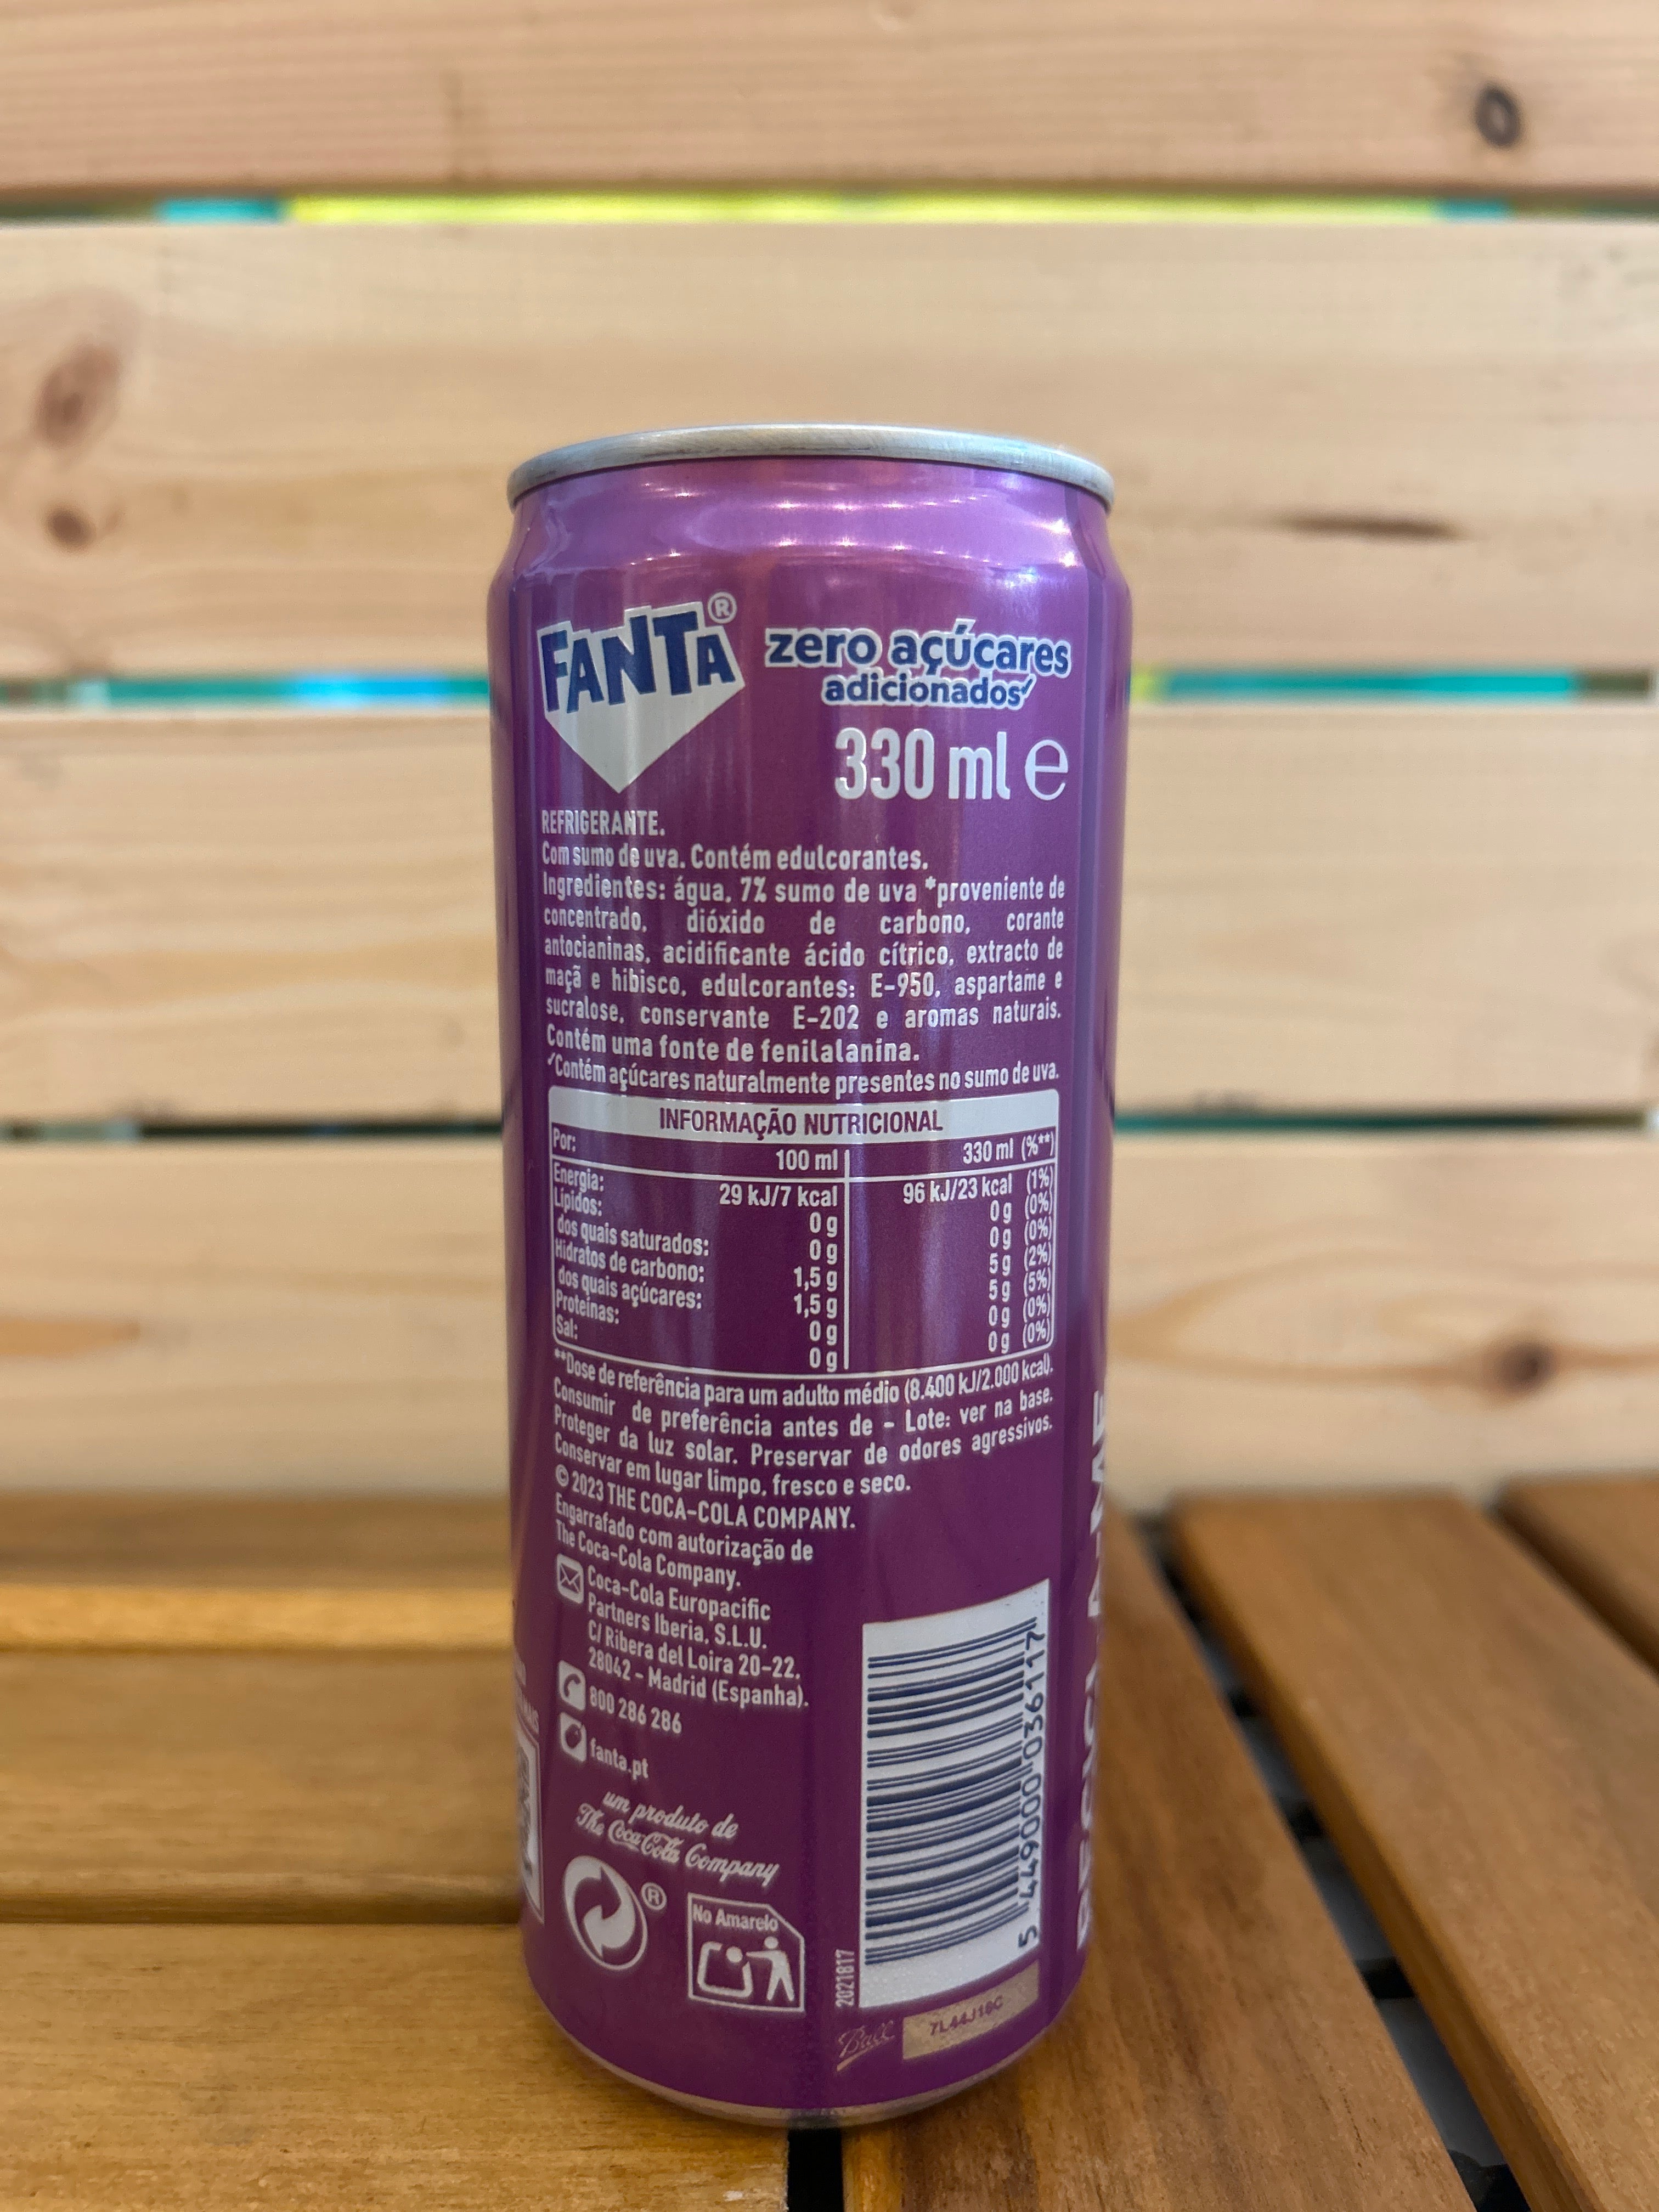 FANTA®
zero açúcares
adicionados✓
330 ml e
REFRIGERANTE.
Com sumo de uva. Contém edulcorantes.
Ingredientes: água, 7% sumo de uva *proveniente de
concentrado, dióxido de carbono, corante
antocianinas, acidificante ácido cítrico, extracto de
maçã e hibisco, edulcorantes: E-950, aspartame e
sucralose, conservante E-202 e aromas naturais.
Contém uma fonte de fenilalanina.
✓Contém açúcares naturalmente presentes no sumo de uva.
INFORMAÇÃO NUTRICIONAL
Por: 100 ml 330 ml (%**)
Energia: 29 kJ/7 kcal 96 kJ/23 kcal (1%)
Lípidos: 0 g 0 g (0%)
dos quais saturados: 0 g 0 g (0%)
Hidratos de carbono: 1,5 g 5 g (2%)
dos quais açúcares: 1,5 g 5 g (5%)
Proteínas: 0 g 0 g (0%)
Sal: 0 g 0 g (0%)
**Dose de referência para um adulto médio (8.400 kJ/2.000 kcal).
Consumir de preferência antes de - Lote: ver na base.
Proteger da luz solar. Preservar de odores agressivos.
Conservar em lugar limpo, fresco e seco.
© 2023 THE COCA-COLA COMPANY.
Engarrafado com autorização de
The Coca-Cola Company.
Coca-Cola Europacific
Partners Iberia, S.L.U.
C/ Ribera del Loira 20-22.
28042 - Madrid (Espanha).
800 286 286
fanta.pt
um produto de
The Coca-Cola Company
®
No Amarelo
2021817
5 449000 036117
Ball
7L44J18C